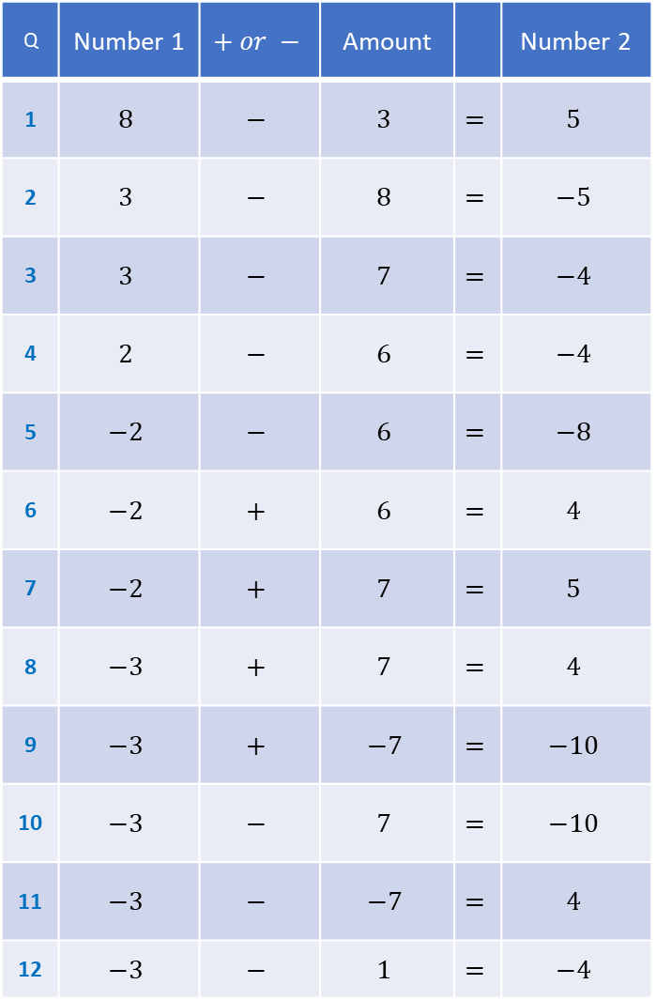 Q Number 1 + or − Amount Number 2
1 8 − 3 = 5
2 3 − 8 = −5
3 3 − 7 = −4
4 2 − 6 = −4
5 −2 − 6 = −8
6 −2 + 6 = 4
7 −2 + 7 = 5
8 −3 + 7 = 4
9 −3 + −7 = −10
10 −3 − 7 = −10
11 −3 − −7 = 4
12 −3 − 1 = −4